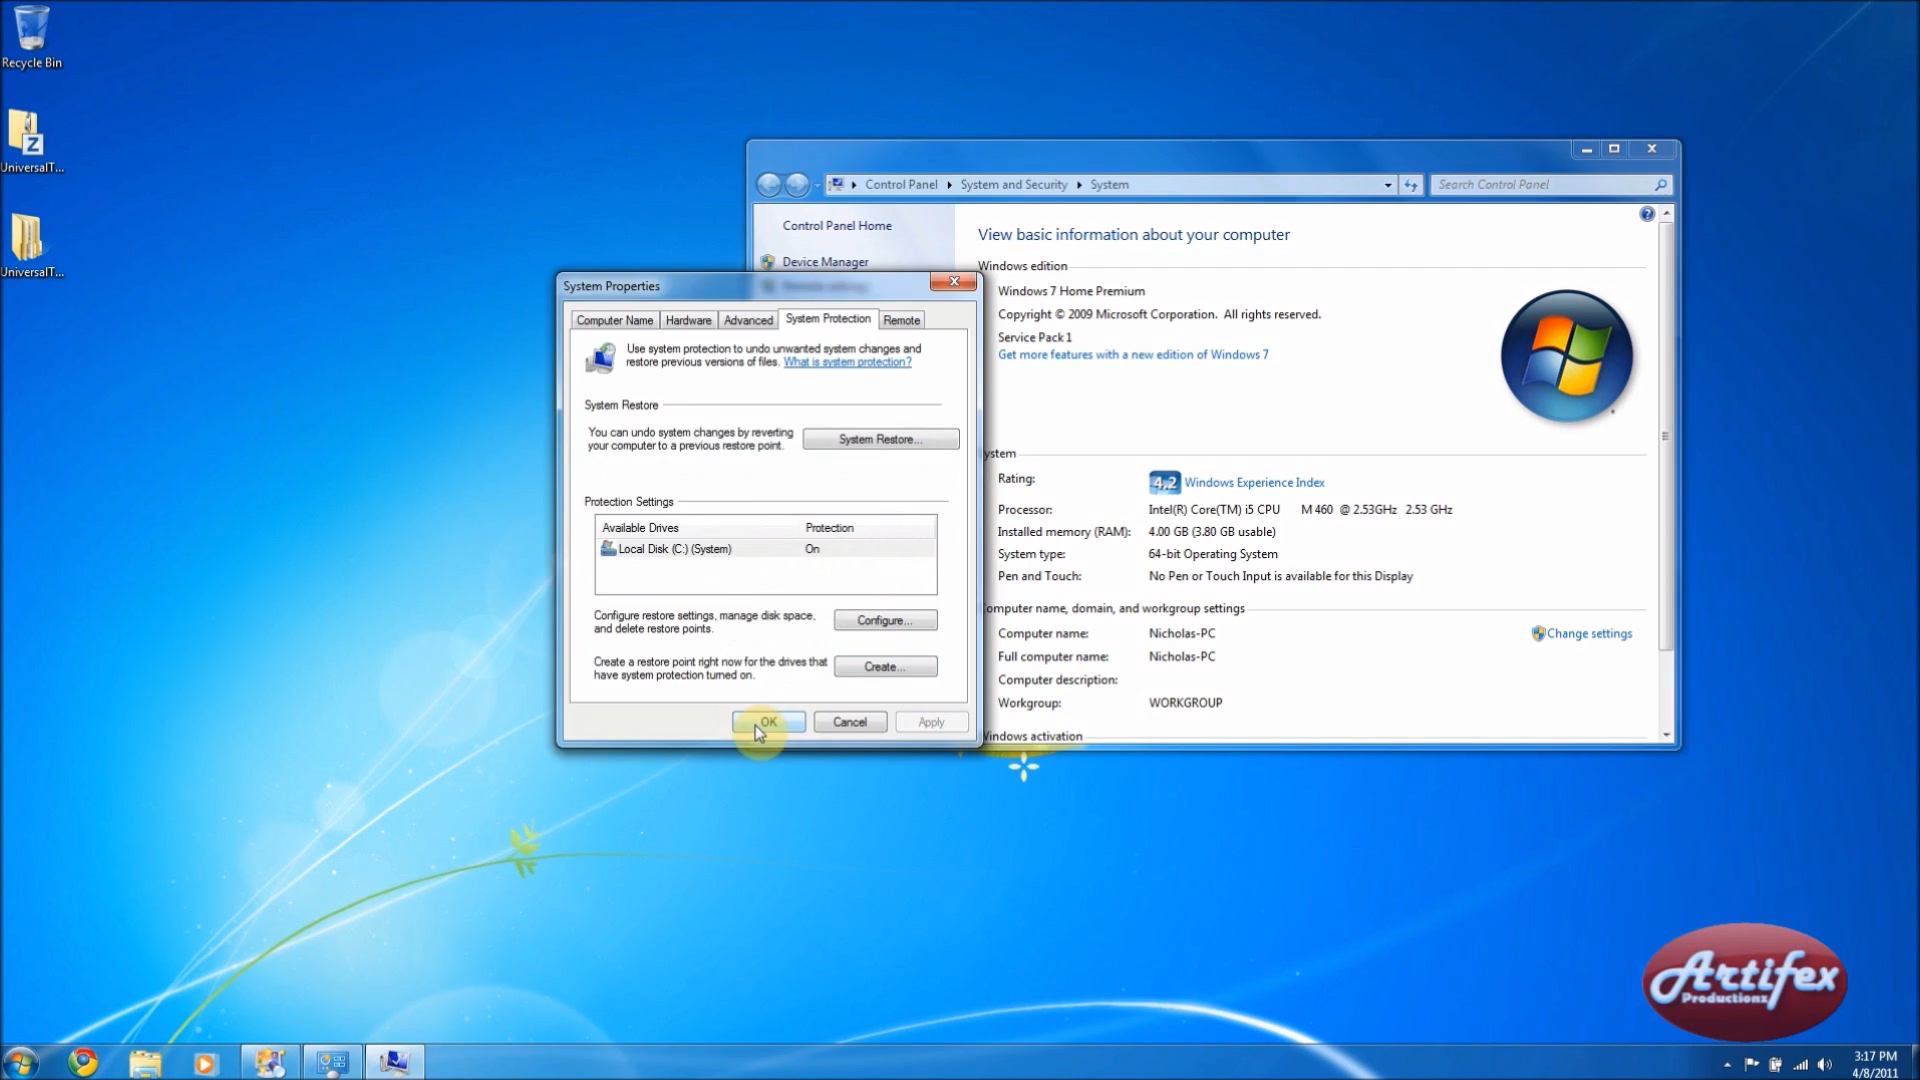 Recycle Bin
UniversalT...
UniversalT...
Control Panel
System and Security
System
Search Control Panel
Control Panel Home
Device Manager
View basic information about your computer
Windows edition
Windows 7 Home Premium
Copyright © 2009 Microsoft Corporation. All rights reserved.
Service Pack 1
Get more features with a new edition of Windows 7
ystem
Rating:
4,2 Windows Experience Index
Processor:
Intel(R) Core(TM) i5 CPU M 460 @ 2.53GHz 2.53 GHz
Installed memory (RAM):
4.00 GB (3.80 GB usable)
System type:
64-bit Operating System
Pen and Touch:
No Pen or Touch Input is available for this Display
omputer name, domain, and workgroup settings
Computer name:
Nicholas-PC
Change settings
Full computer name:
Nicholas-PC
Computer description:
Workgroup:
WORKGROUP
Windows activation
System Properties
Computer Name
Hardware
Advanced
System Protection
Remote
Use system protection to undo unwanted system changes and
restore previous versions of files. What is system protection?
System Restore
You can undo system changes by reverting
your computer to a previous restore point.
System Restore...
Protection Settings
Available Drives
Protection
Local Disk (C:) (System)
On
Configure restore settings, manage disk space,
and delete restore points.
Configure...
Create a restore point right now for the drives that
have system protection turned on.
Create...
OK
Cancel
Apply
Artifex
Productionz
3:17 PM
4/8/2011